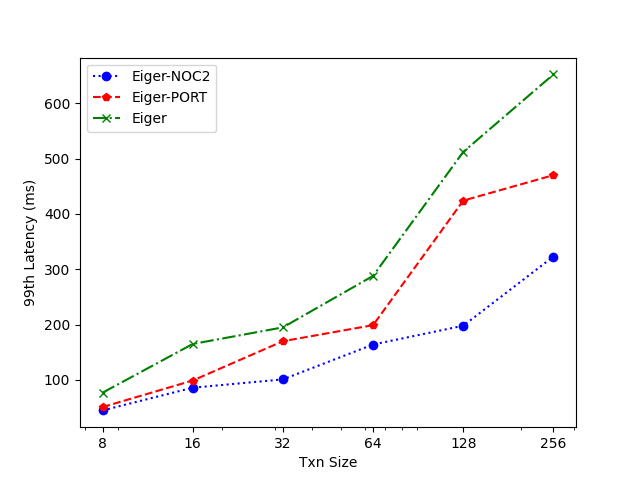 Eiger-NOC2
Eiger-PORT
Eiger
600
500
400
300
200
100
99th Latency (ms)
8 16 32 64 128 256
Txn Size